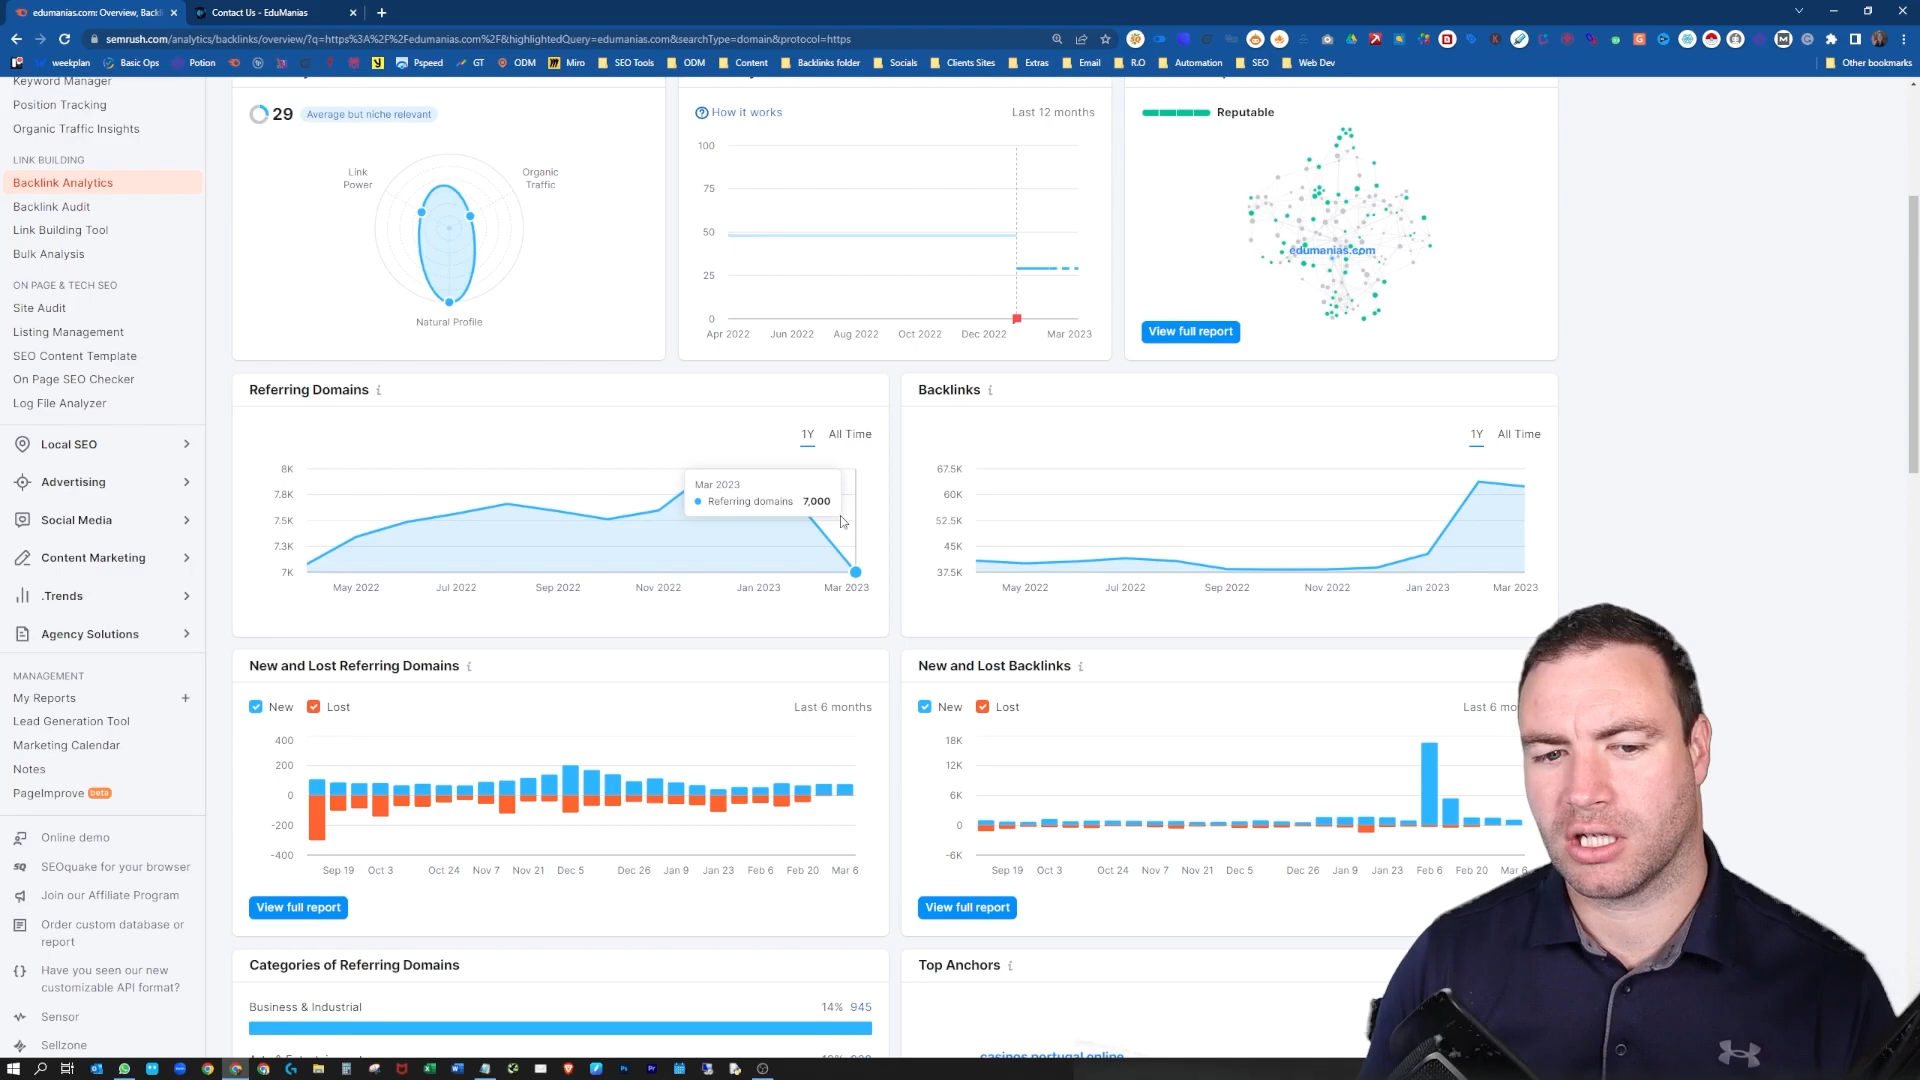 edumanias.com: Overview, Backli
Contact Us - EduManias
semrush.com/analytics/backlinks/overview/?q=https%3A%2F%2Fedumanias.com%2F&highlightedQuery=edumanias.com&searchType=domain&protocol=https
weekplan
Basic Ops
Potion
Pspeed
GT
ODM
Miro
SEO Tools
ODM
Content
Backlinks folder
Socials
Clients Sites
Extras
Email
R.O
Automation
SEO
Web Dev
Other bookmarks
Keyword Manager
Position Tracking
Organic Traffic Insights
LINK BUILDING
Backlink Analytics
Backlink Audit
Link Building Tool
Bulk Analysis
ON PAGE & TECH SEO
Site Audit
Listing Management
SEO Content Template
On Page SEO Checker
Log File Analyzer
Local SEO
Advertising
Social Media
Content Marketing
.Trends
Agency Solutions
MANAGEMENT
My Reports
Lead Generation Tool
Marketing Calendar
Notes
PageImprove beta
Online demo
SEOquake for your browser
Join our Affiliate Program
Order custom database or
report
Have you seen our new
customizable API format?
Sensor
Sellzone
29 Average but niche relevant
Link
Power
Organic
Traffic
Natural Profile
How it works
Last 12 months
100
75
50
25
0
Apr 2022 Jun 2022 Aug 2022 Oct 2022 Dec 2022 Mar 2023
Reputable
edumanias.com
View full report
Referring Domains
1Y All Time
8K
7.8K
7.5K
7.3K
7K
Mar 2023
Referring domains 7,000
May 2022 Jul 2022 Sep 2022 Nov 2022 Jan 2023 Mar 2023
Backlinks
1Y All Time
67.5K
60K
52.5K
45K
37.5K
May 2022 Jul 2022 Sep 2022 Nov 2022 Jan 2023 Mar 2023
New and Lost Referring Domains
New Lost
Last 6 months
400
200
0
-200
-400
Sep 19 Oct 3 Oct 24 Nov 7 Nov 21 Dec 5 Dec 26 Jan 9 Jan 23 Feb 6 Feb 20 Mar 6
View full report
New and Lost Backlinks
New Lost
Last 6 mo
18K
12K
6K
0
-6K
Sep 19 Oct 3 Oct 24 Nov 7 Nov 21 Dec 5 Dec 26 Jan 9 Jan 23 Feb 6 Feb 20 Mar 6
View full report
Categories of Referring Domains
Business & Industrial
14% 945
Top Anchors
casinos portugal online